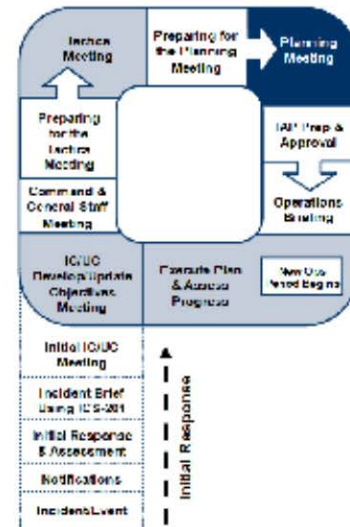 Tactics
Meeting
Preparing for
the Planning
Meeting
Planning
Meeting
Preparing
for the
Tactics
Meeting
IAP Prep &
Approval
Command &
General Staff
Meeting
Operations
Briefing
IC/UC
Develop/Update
Objectives
Meeting
Execute Plan
& Assess
Progress
New Ops
Period Begins
Initial IC/UC
Meeting
Incident Brief
Using ICS-201
Initial Response
& Assessment
Notifications
Incident/Event
Initial Response